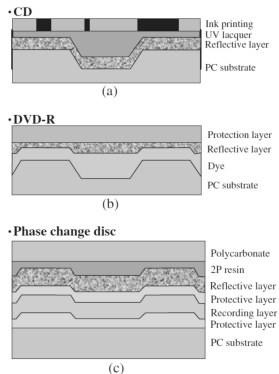 •CD
Ink printing
UV lacquer
Reflective layer
PC substrate
(a)
•DVD-R
Protection layer
Reflective layer
Dye
PC substrate
(b)
•Phase change disc
Polycarbonate
2P resin
Reflective layer
Protective layer
Recording layer
Protective layer
PC substrate
(c)